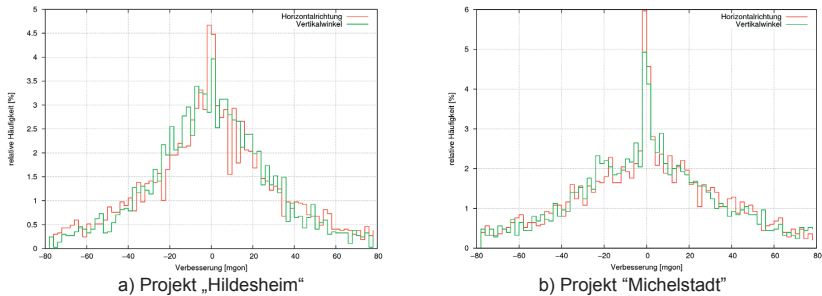 5
4.5
4
3.5
3
2.5
2
1.5
1
0.5
0
relative Häufigkeit [%]
Horizontalrichtung
Vertikalwinkel
-80 -60 -40 -20 0 20 40 60 80
Verbesserung [mgon]
a) Projekt „Hildesheim“
6
5
4
3
2
1
0
relative Häufigkeit [%]
Horizontalrichtung
Vertikalwinkel
-80 -60 -40 -20 0 20 40 60 80
Verbesserung [mgon]
b) Projekt “Michelstadt”